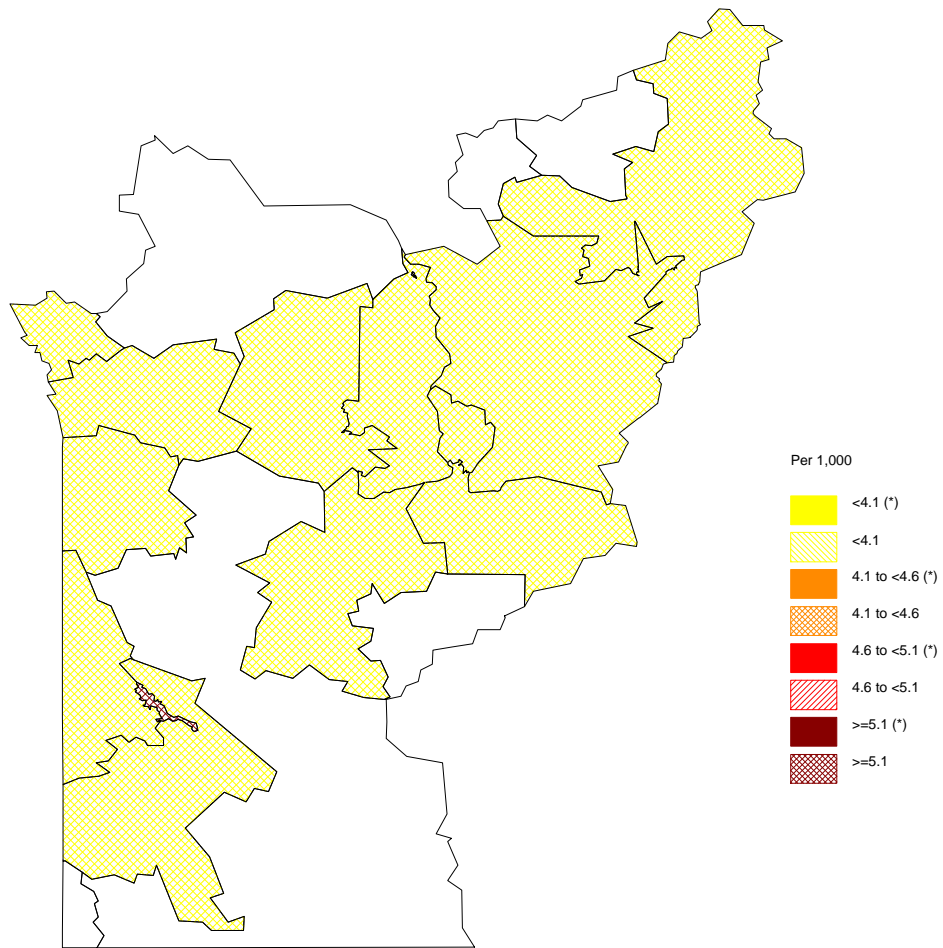 Per 1,000
<4.1 (*)
<4.1
4.1 to <4.6 (*)
4.1 to <4.6
4.6 to <5.1 (*)
4.6 to <5.1
>=5.1 (*)
>=5.1